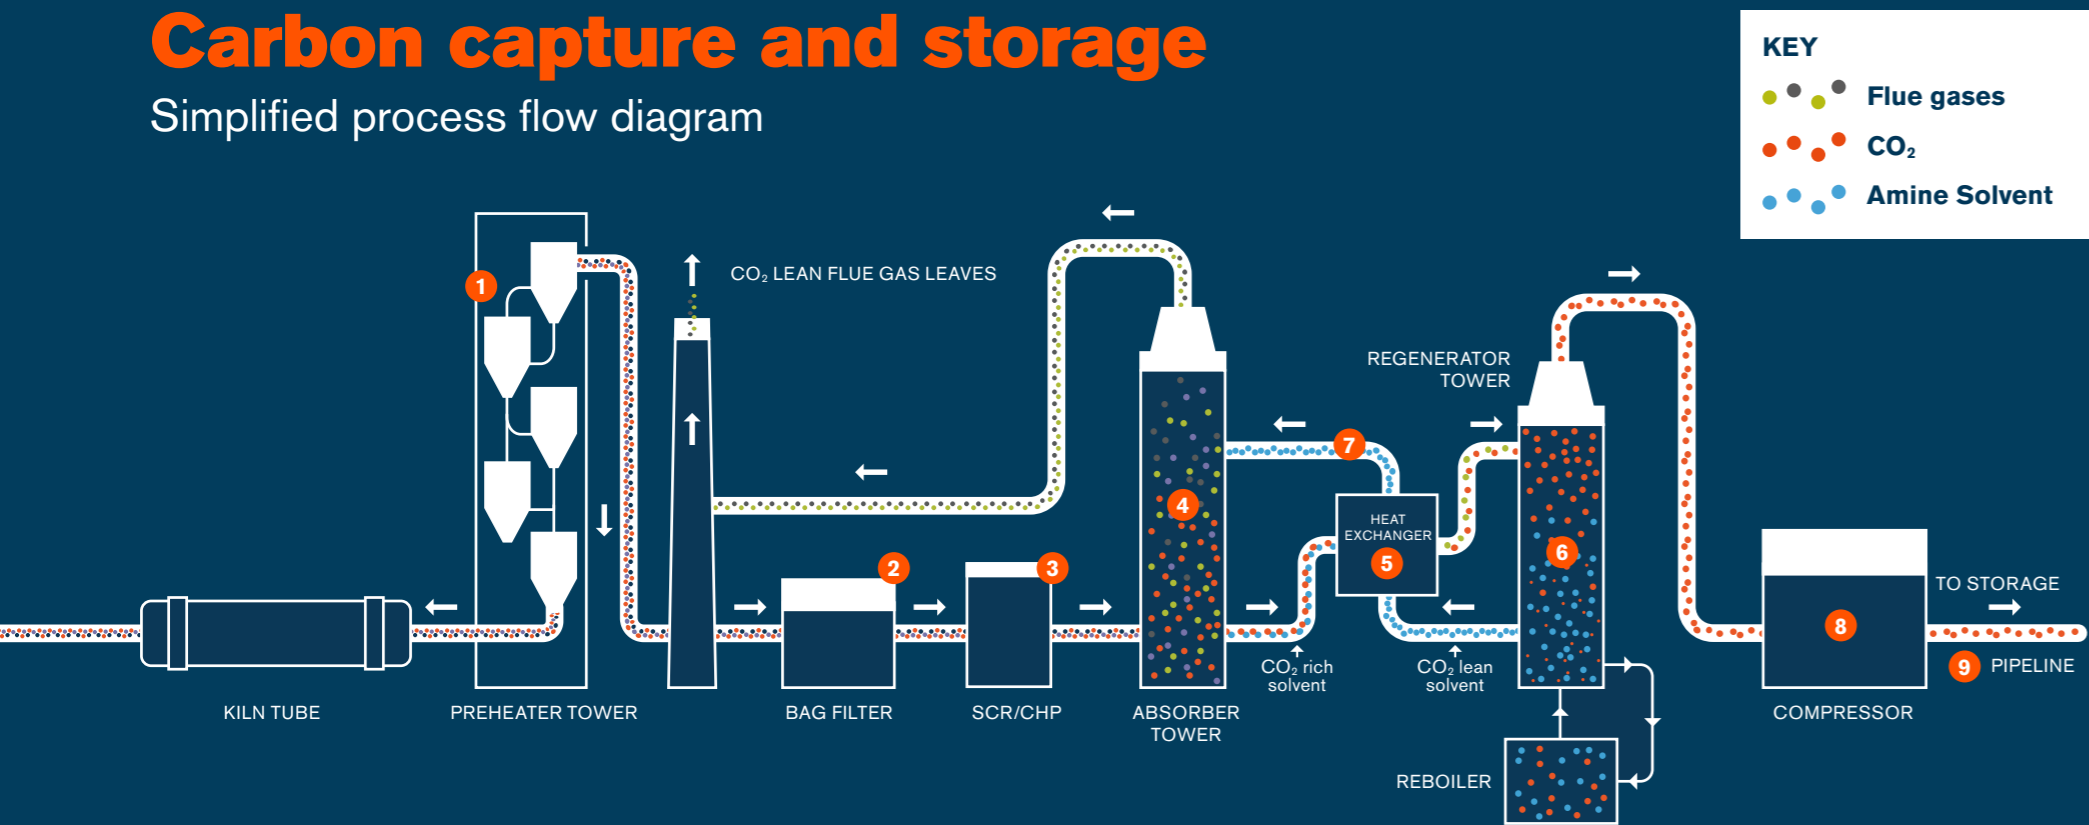 Carbon capture and storage
Simplified process flow diagram
KEY
Flue gases
CO₂
Amine Solvent
1
CO₂ LEAN FLUE GAS LEAVES
REGENERATOR
TOWER
7
4
HEAT
EXCHANGER
5
6
2
3
TO STORAGE
8
9 PIPELINE
CO₂ rich
solvent
CO₂ lean
solvent
KILN TUBE
PREHEATER TOWER
BAG FILTER
SCR/CHP
ABSORBER
TOWER
COMPRESSOR
REBOILER